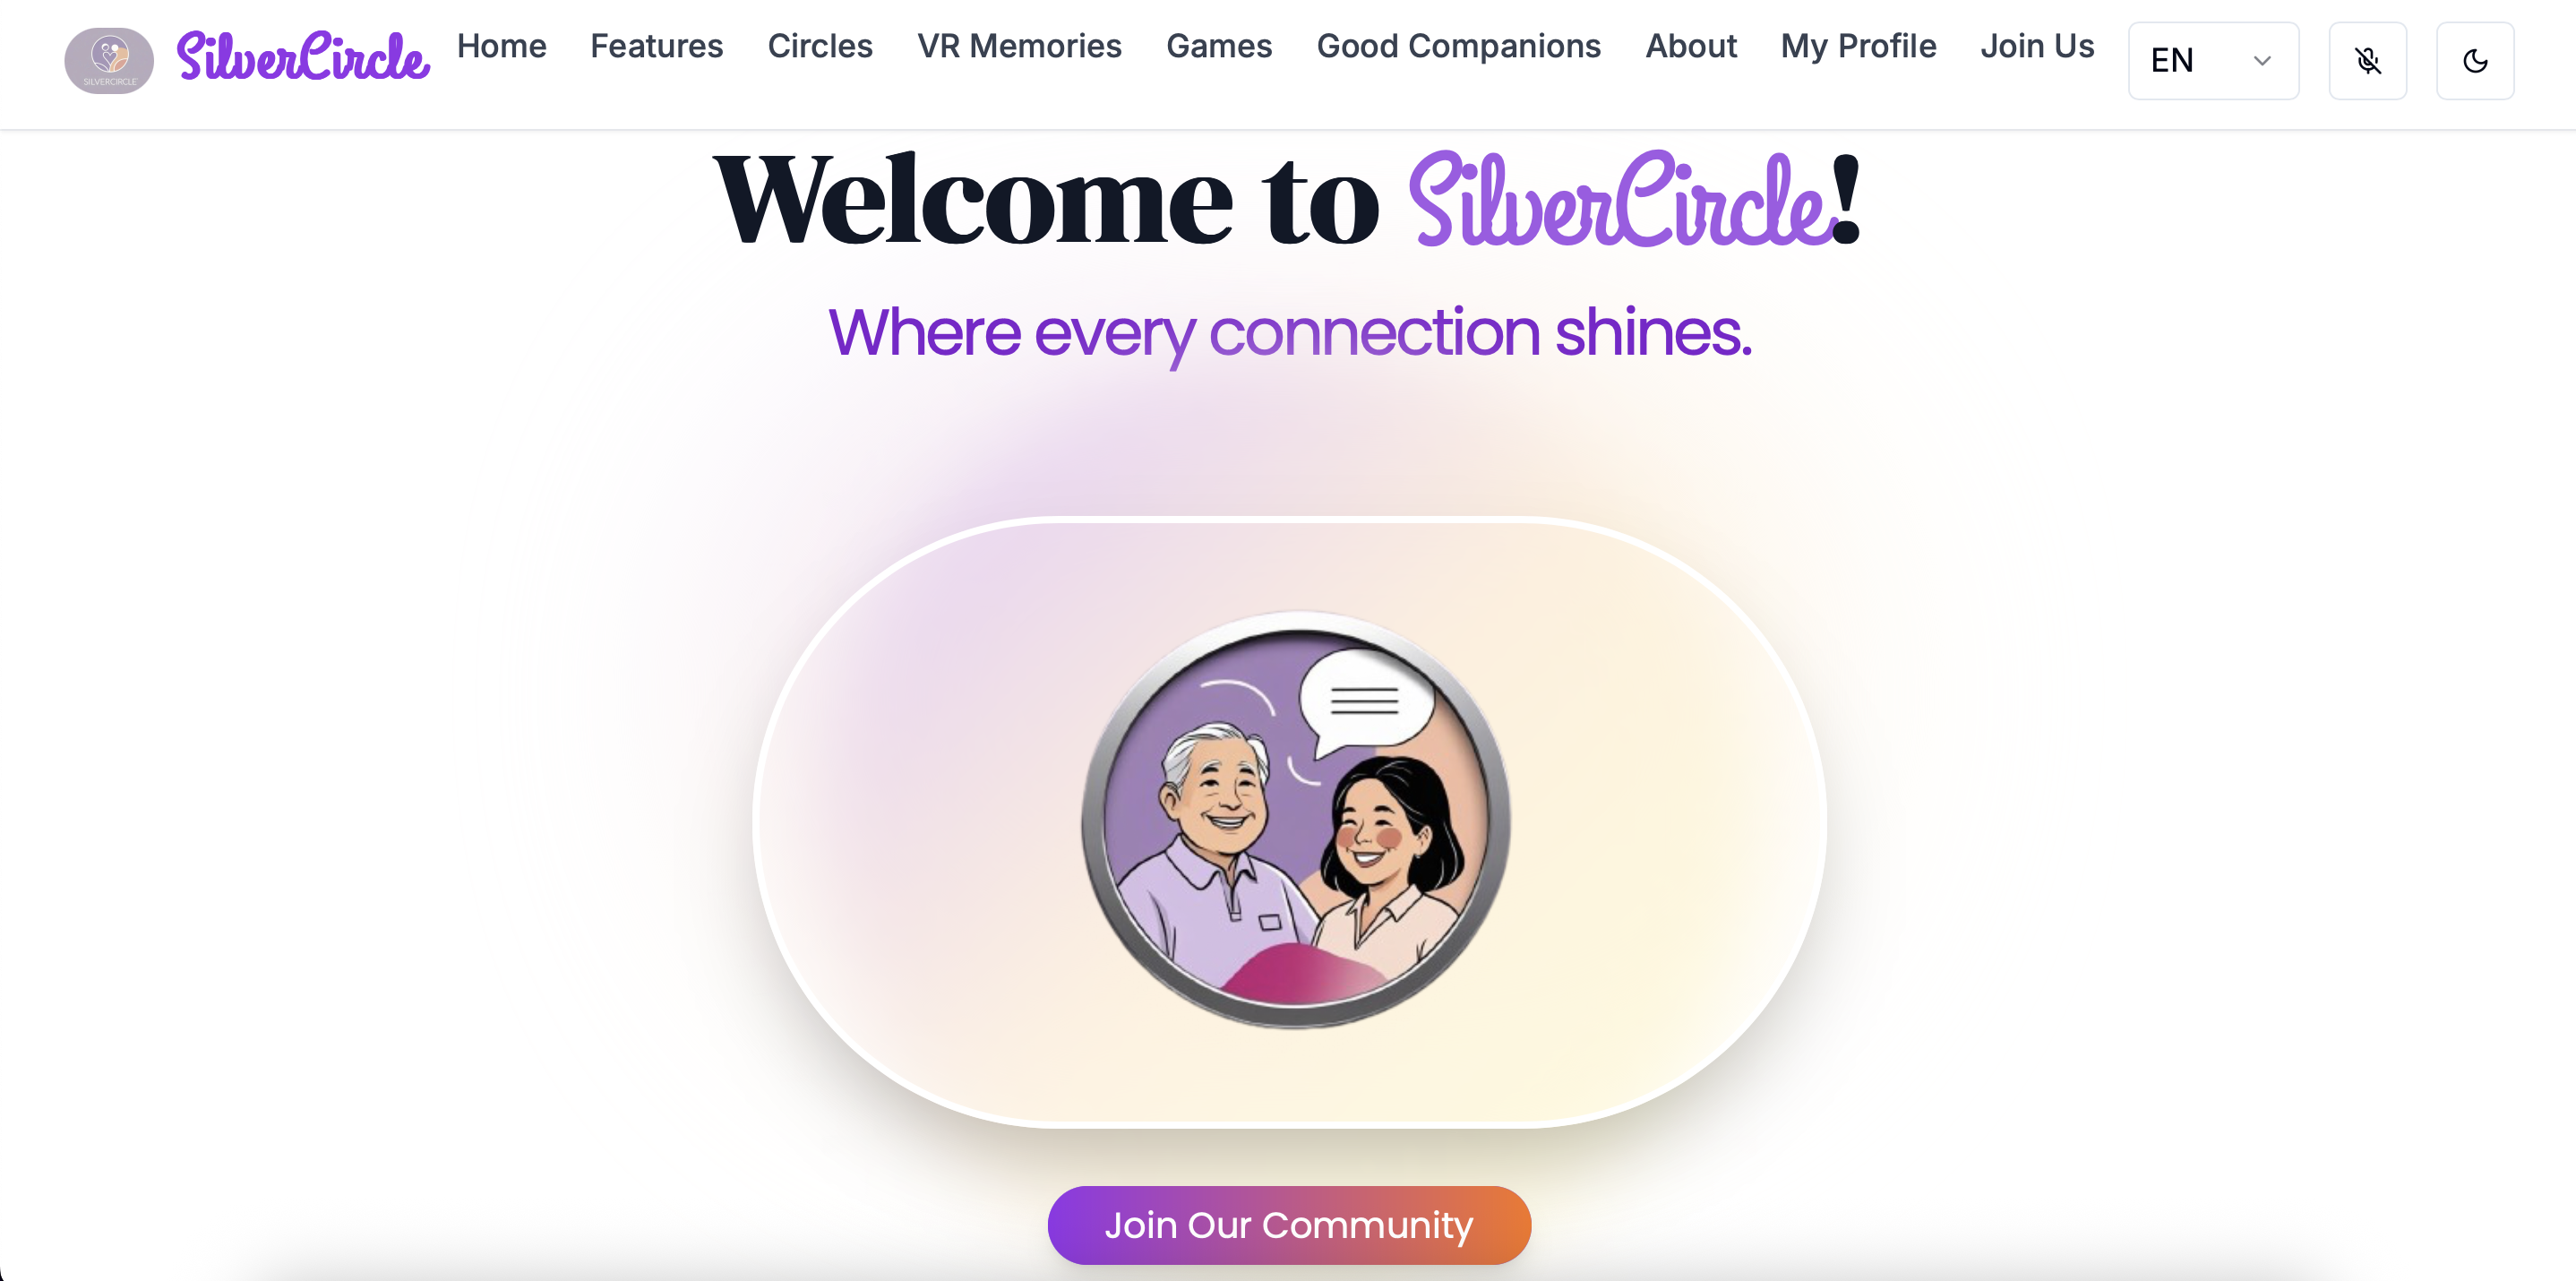 SILVERCIRCLE
SilverCircle Home Features Circles VR Memories Games Good Companions About My Profile Join Us EN
Welcome to SilverCircle!
Where every connection shines.
Join Our Community